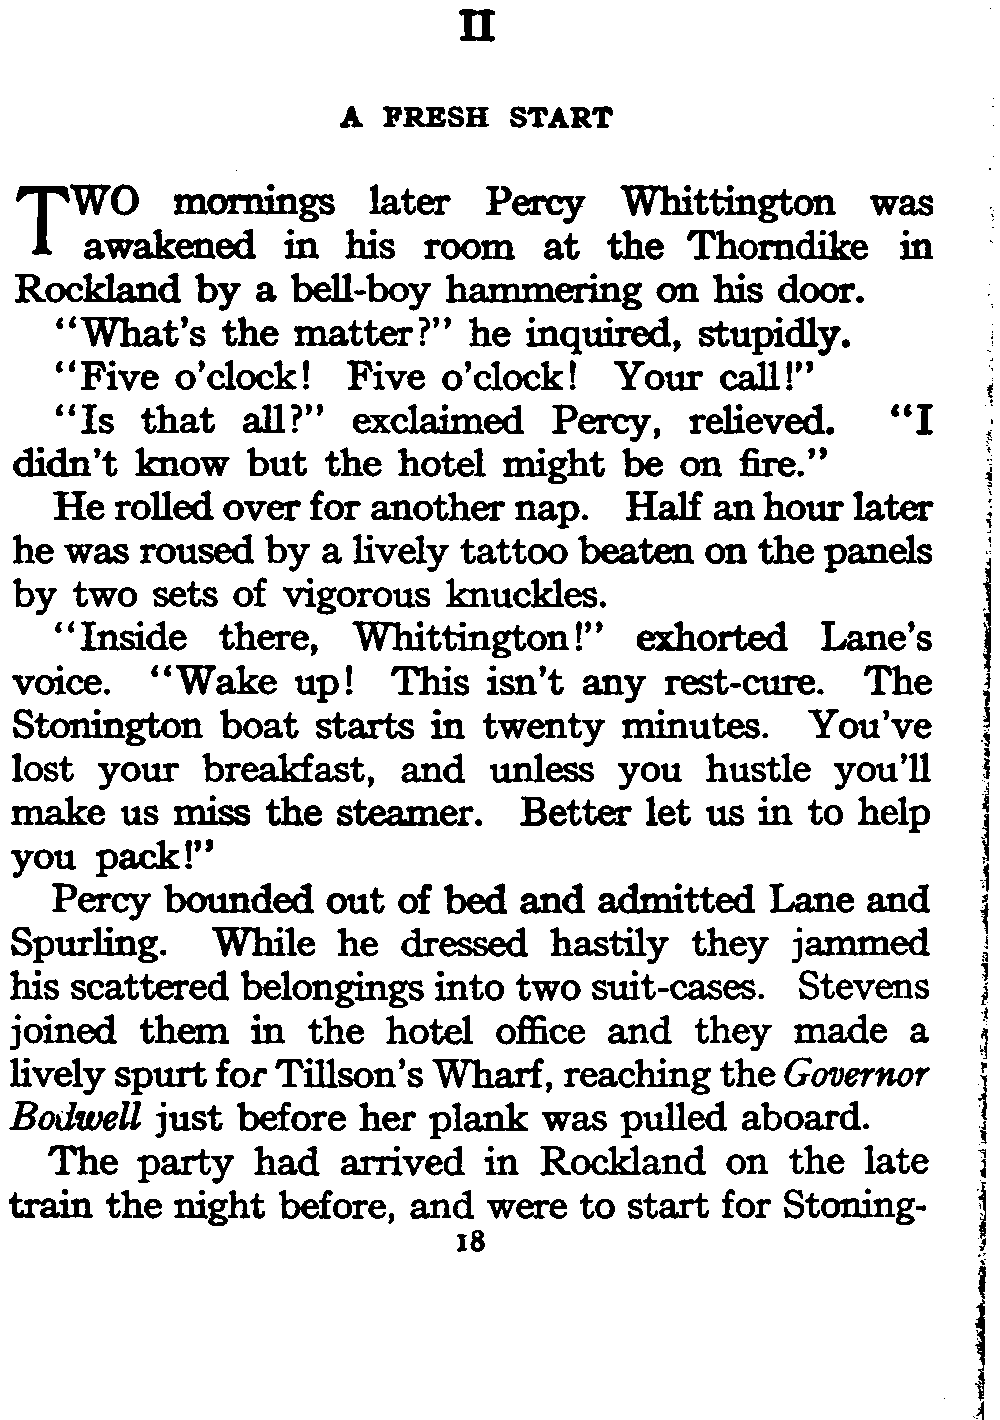 II
A FRESH START
TWO mornings later Percy Whittington was
awakened in his room at the Thorndike in
Rockland by a bell-boy hammering on his door.
"What's the matter?" he inquired, stupidly.
"Five o'clock! Five o'clock! Your call!"
"Is that all?" exclaimed Percy, relieved. "I
didn't know but the hotel might be on fire."
He rolled over for another nap. Half an hour later
he was roused by a lively tattoo beaten on the panels
by two sets of vigorous knuckles.
"Inside there, Whittington!" exhorted Lane's
voice. "Wake up! This isn't any rest-cure. The
Stonington boat starts in twenty minutes. You've
lost your breakfast, and unless you hustle you'll
make us miss the steamer. Better let us in to help
you pack!"
Percy bounded out of bed and admitted Lane and
Spurling. While he dressed hastily they jammed
his scattered belongings into two suit-cases. Stevens
joined them in the hotel office and they made a
lively spurt for Tillson's Wharf, reaching the Governor
Bodwell just before her plank was pulled aboard.
The party had arrived in Rockland on the late
train the night before, and were to start for Stoning-
18